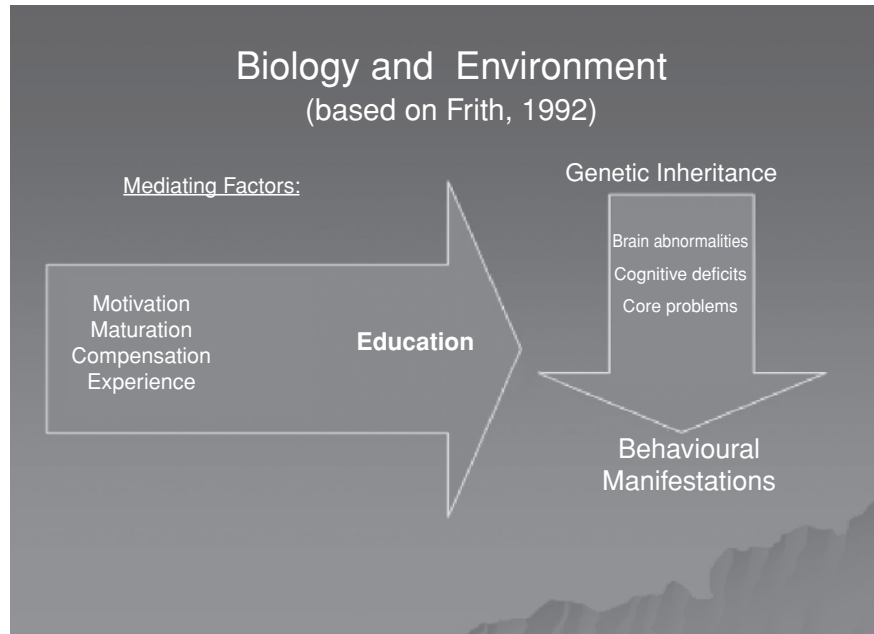 Biology and Environment
(based on Frith, 1992)
Mediating Factors:
Motivation
Maturation
Compensation
Experience
Education
Genetic Inheritance
Brain abnormalities
Cognitive deficits
Core problems
Behavioural
Manifestations